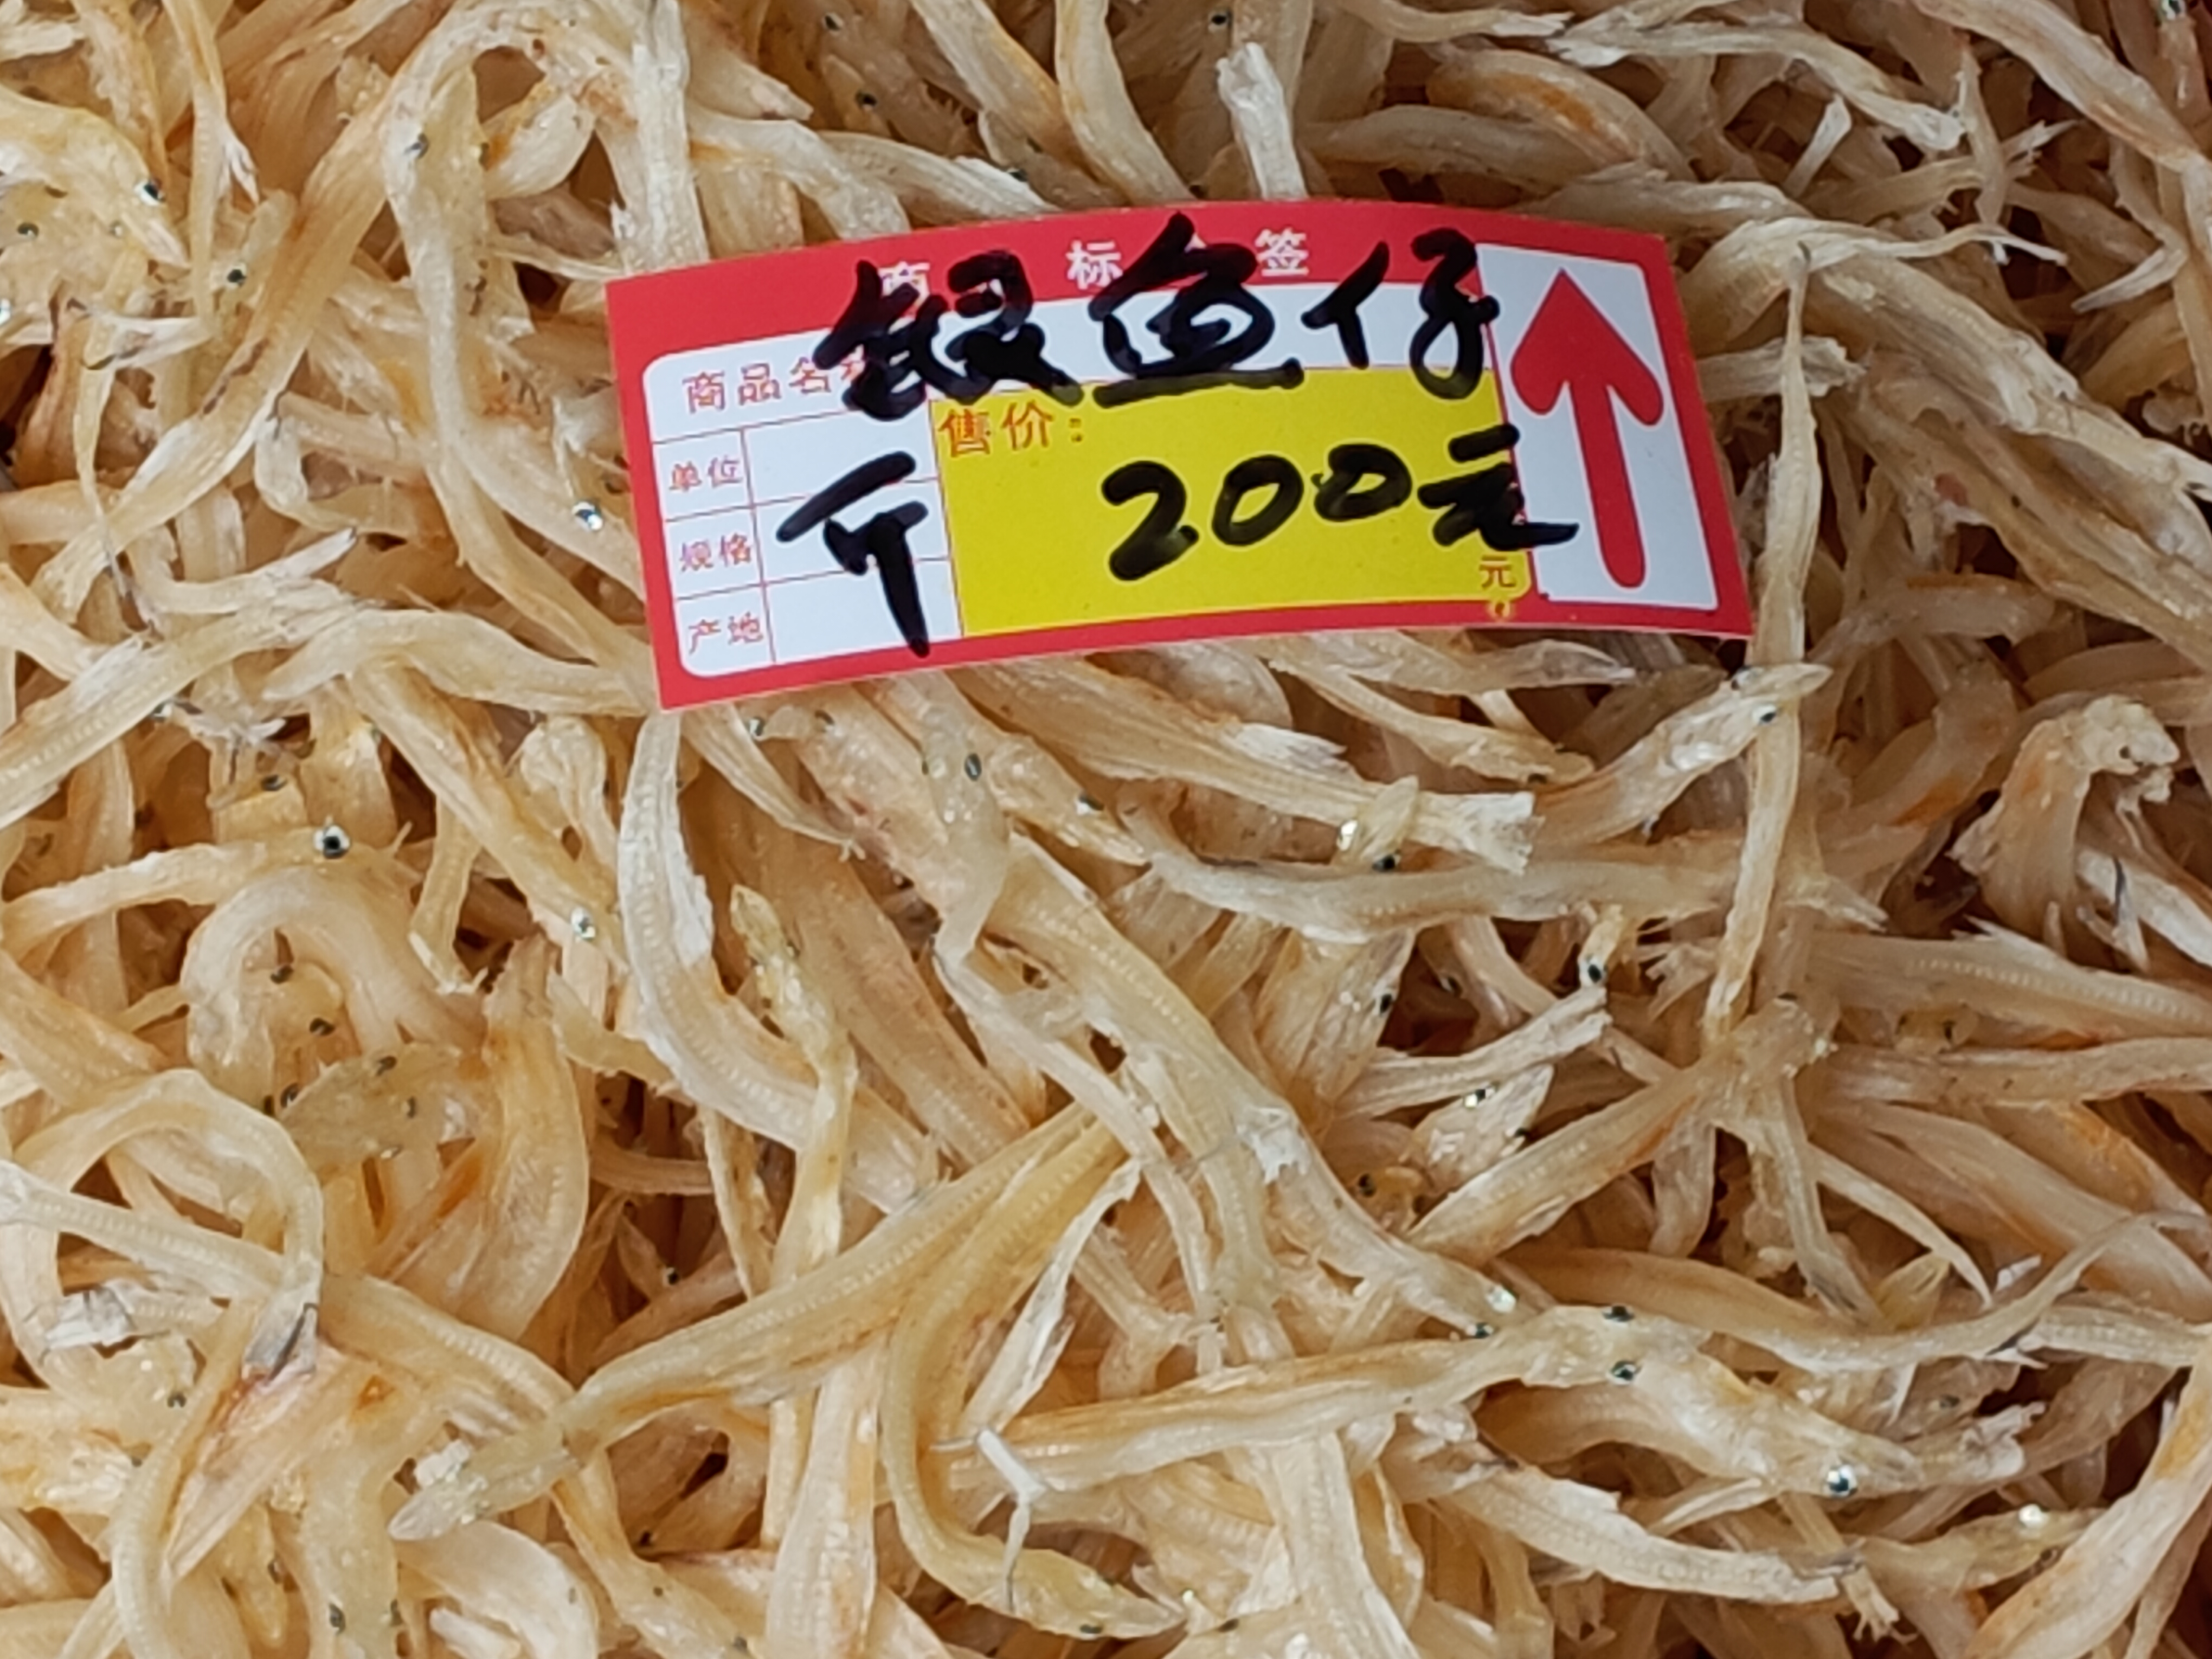 商 标 签
商品名 银鱼仔
售价:
单位
斤 200元
规格
元
产地